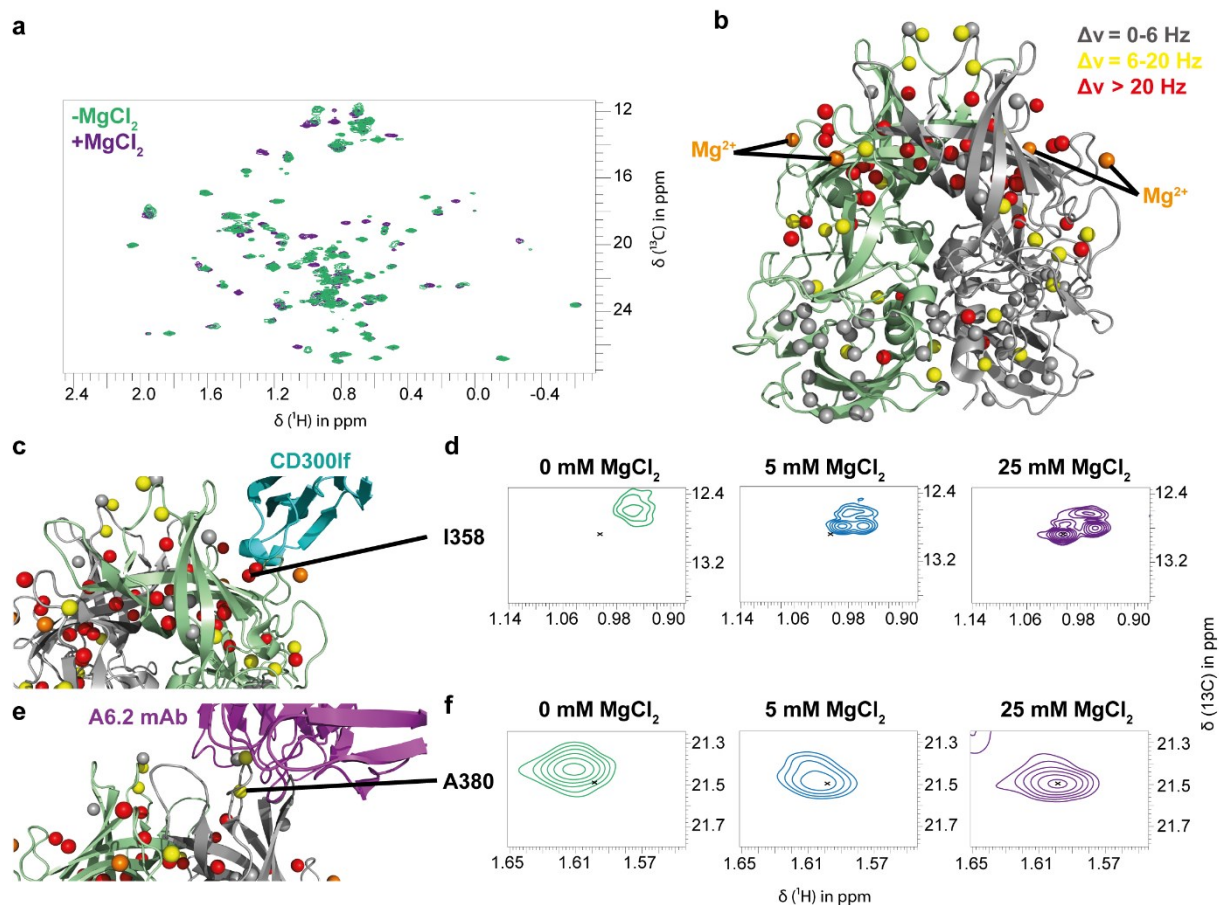 a
-MgCl2
+MgCl2
12
16
20
24
δ (13C) in ppm
2.4 2.0 1.6 1.2 0.8 0.4 0.0 -0.4
δ (1H) in ppm
b
Δν = 0-6 Hz
Δν = 6-20 Hz
Δν > 20 Hz
Mg2+
Mg2+
c
CD300lf
I358
d
0 mM MgCl2
5 mM MgCl2
25 mM MgCl2
12.4
13.2
1.14 1.06 0.98 0.90
12.4
13.2
1.14 1.06 0.98 0.90
12.4
13.2
1.14 1.06 0.98 0.90
δ (13C) in ppm
e
A6.2 mAb
A380
f
0 mM MgCl2
5 mM MgCl2
25 mM MgCl2
21.3
21.5
21.7
1.65 1.61 1.57
21.3
21.5
21.7
1.65 1.61 1.57
21.3
21.5
21.7
1.65 1.61 1.57
δ (1H) in ppm